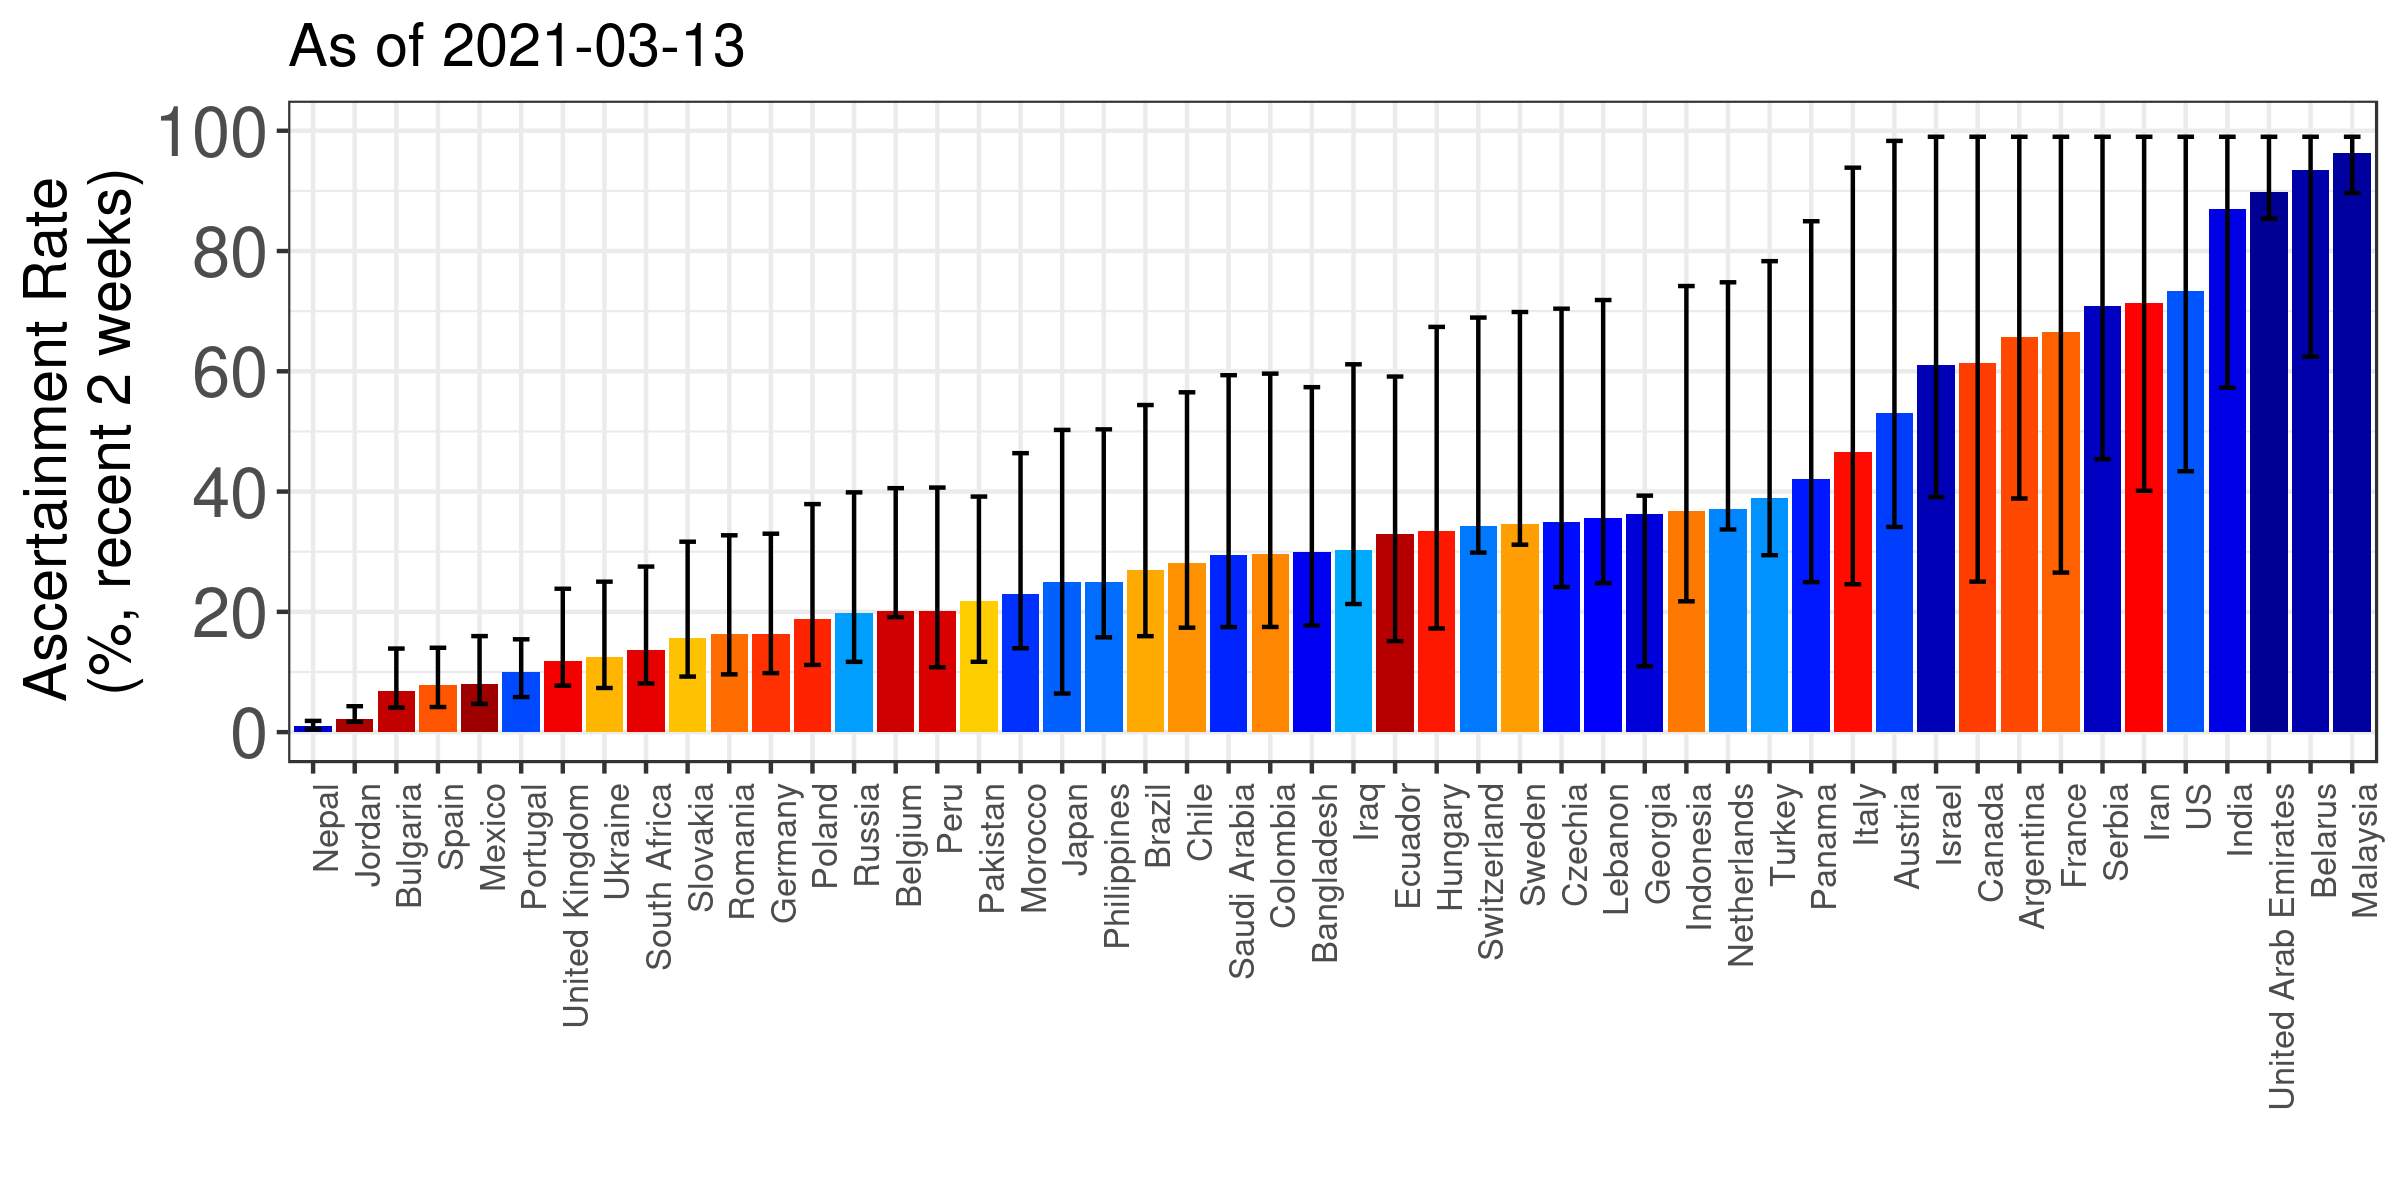 As of 2021-03-13
Ascertainment Rate
(%, recent 2 weeks)
100
80
60
40
20
0
Nepal
Jordan
Bulgaria
Spain
Mexico
Portugal
United Kingdom
Ukraine
South Africa
Slovakia
Romania
Germany
Poland
Russia
Belgium
Peru
Pakistan
Morocco
Japan
Philippines
Brazil
Chile
Saudi Arabia
Colombia
Bangladesh
Iraq
Ecuador
Hungary
Switzerland
Sweden
Czechia
Lebanon
Georgia
Indonesia
Netherlands
Turkey
Panama
Italy
Austria
Israel
Canada
Argentina
France
Serbia
Iran
US
India
United Arab Emirates
Belarus
Malaysia